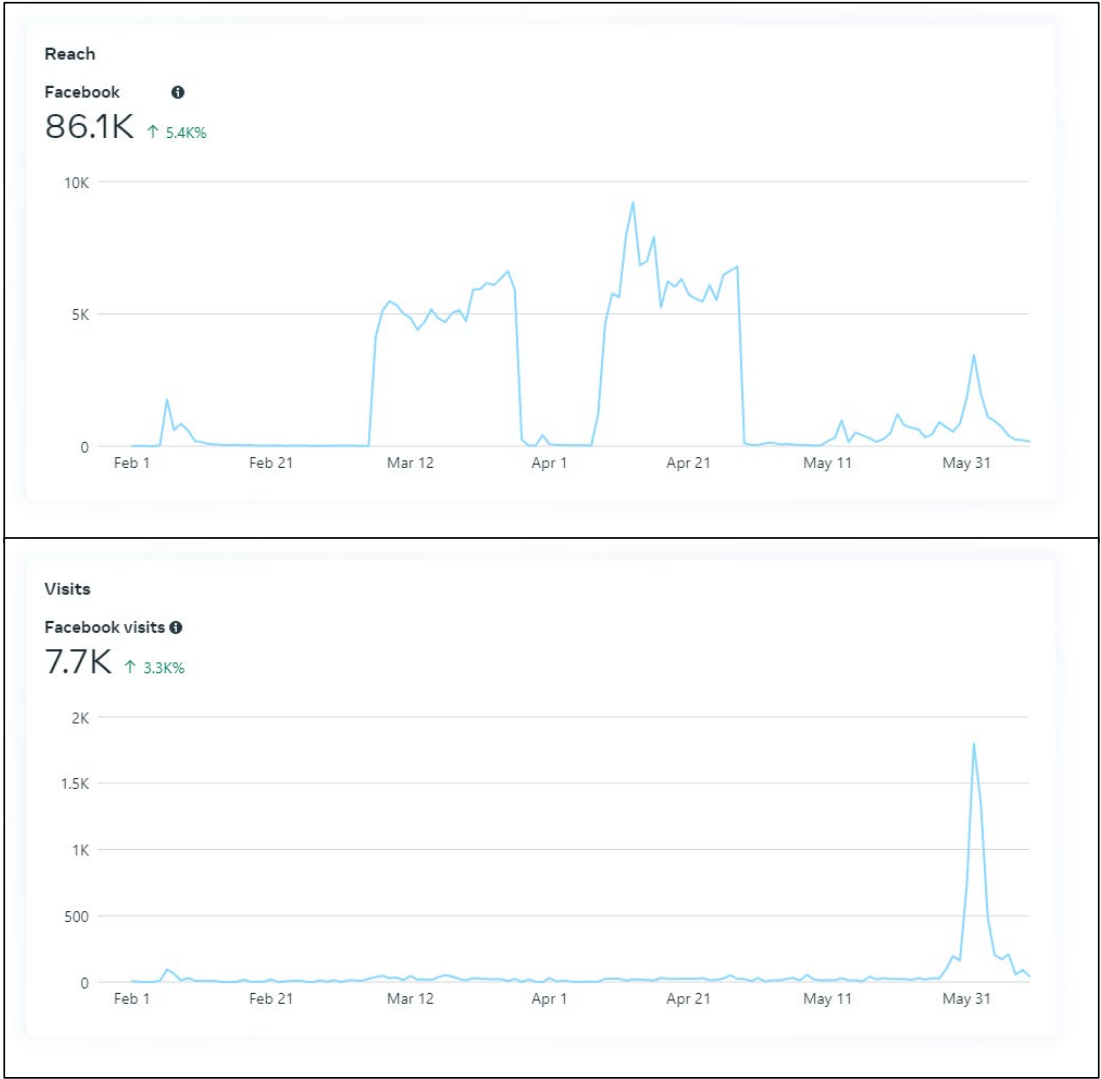 Reach
Facebook
86.1K ↑ 5.4K%
10K
5K
0
Feb 1 Feb 21 Mar 12 Apr 1 Apr 21 May 11 May 31
Visits
Facebook visits
7.7K ↑ 3.3K%
2K
1.5K
1K
500
0
Feb 1 Feb 21 Mar 12 Apr 1 Apr 21 May 11 May 31